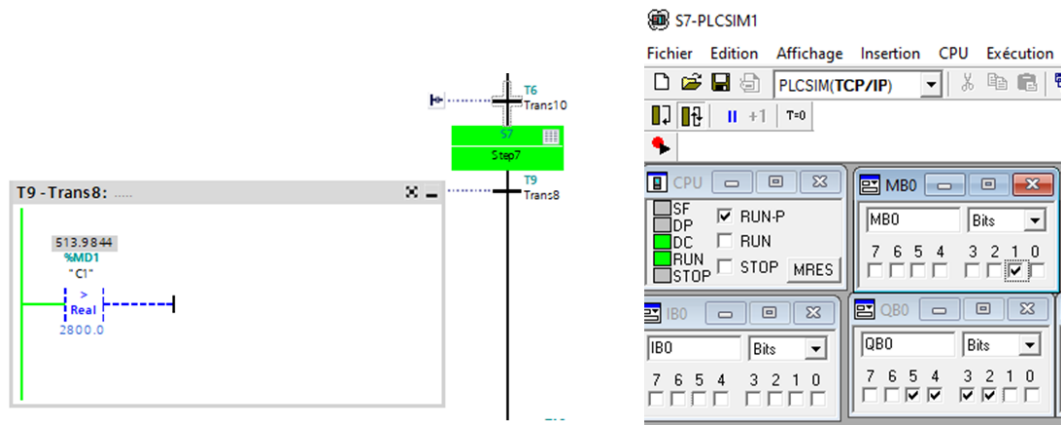 T6
Trans10
S7
Step7
T9
Trans8
T9 - Trans8: .....
513.9844
%MD1
"C1"
>
Real
2800.0
S7-PLCSIM1
Fichier Edition Affichage Insertion CPU Exécution
PLCSIM(TCP/IP)
+1 T=0
CPU
SF
DP
DC
RUN
STOP
RUN-P
RUN
STOP MRES
MB0
MB0 Bits
7 6 5 4 3 2 1 0
IB0
IB0 Bits
7 6 5 4 3 2 1 0
QB0
QB0 Bits
7 6 5 4 3 2 1 0